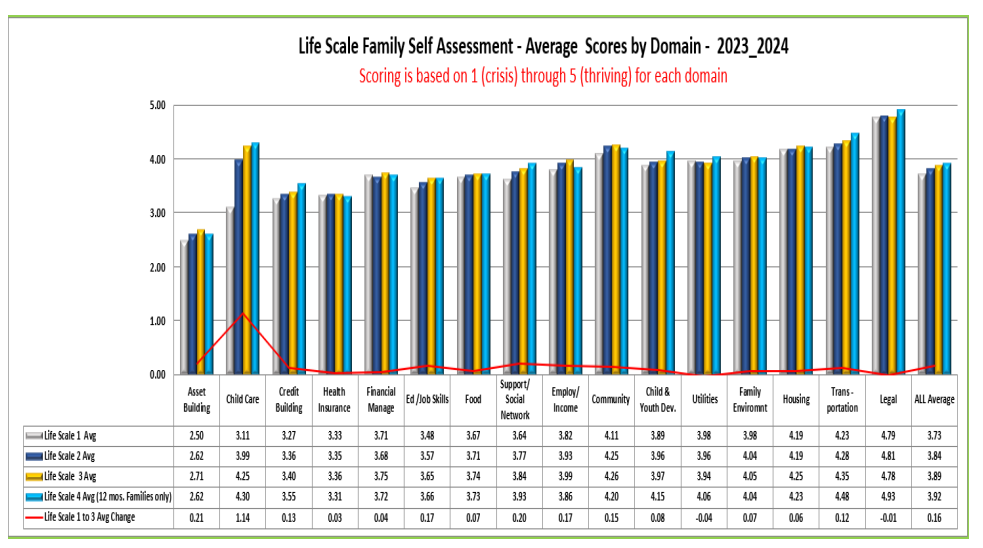 Life Scale Family Self Assessment - Average Scores by Domain - 2023_2024
Scoring is based on 1 (crisis) through 5 (thriving) for each domain
5.00
4.00
3.00
2.00
1.00
0.00
Asset Building Child Care Credit Building Health Insurance Financial Manage Ed /Job Skills Food Support/ Social Network Employ/ Income Community Child & Youth Dev. Utilities Family Enviromnt Housing Trans - portation Legal ALL Average
Life Scale 1 Avg 2.50 3.11 3.27 3.33 3.71 3.48 3.67 3.64 3.82 4.11 3.89 3.98 3.98 4.19 4.23 4.79 3.73
Life Scale 2 Avg 2.62 3.99 3.36 3.35 3.68 3.57 3.71 3.77 3.93 4.25 3.96 3.96 4.04 4.19 4.28 4.81 3.84
Life Scale 3 Avg 2.71 4.25 3.40 3.36 3.75 3.65 3.74 3.84 3.99 4.26 3.97 3.94 4.05 4.25 4.35 4.78 3.89
Life Scale 4 Avg (12 mos. Families only) 2.62 4.30 3.55 3.31 3.72 3.66 3.73 3.93 3.86 4.20 4.15 4.06 4.04 4.23 4.48 4.93 3.92
Life Scale 1 to 3 Avg Change 0.21 1.14 0.13 0.03 0.04 0.17 0.07 0.20 0.17 0.15 0.08 -0.04 0.07 0.06 0.12 -0.01 0.16